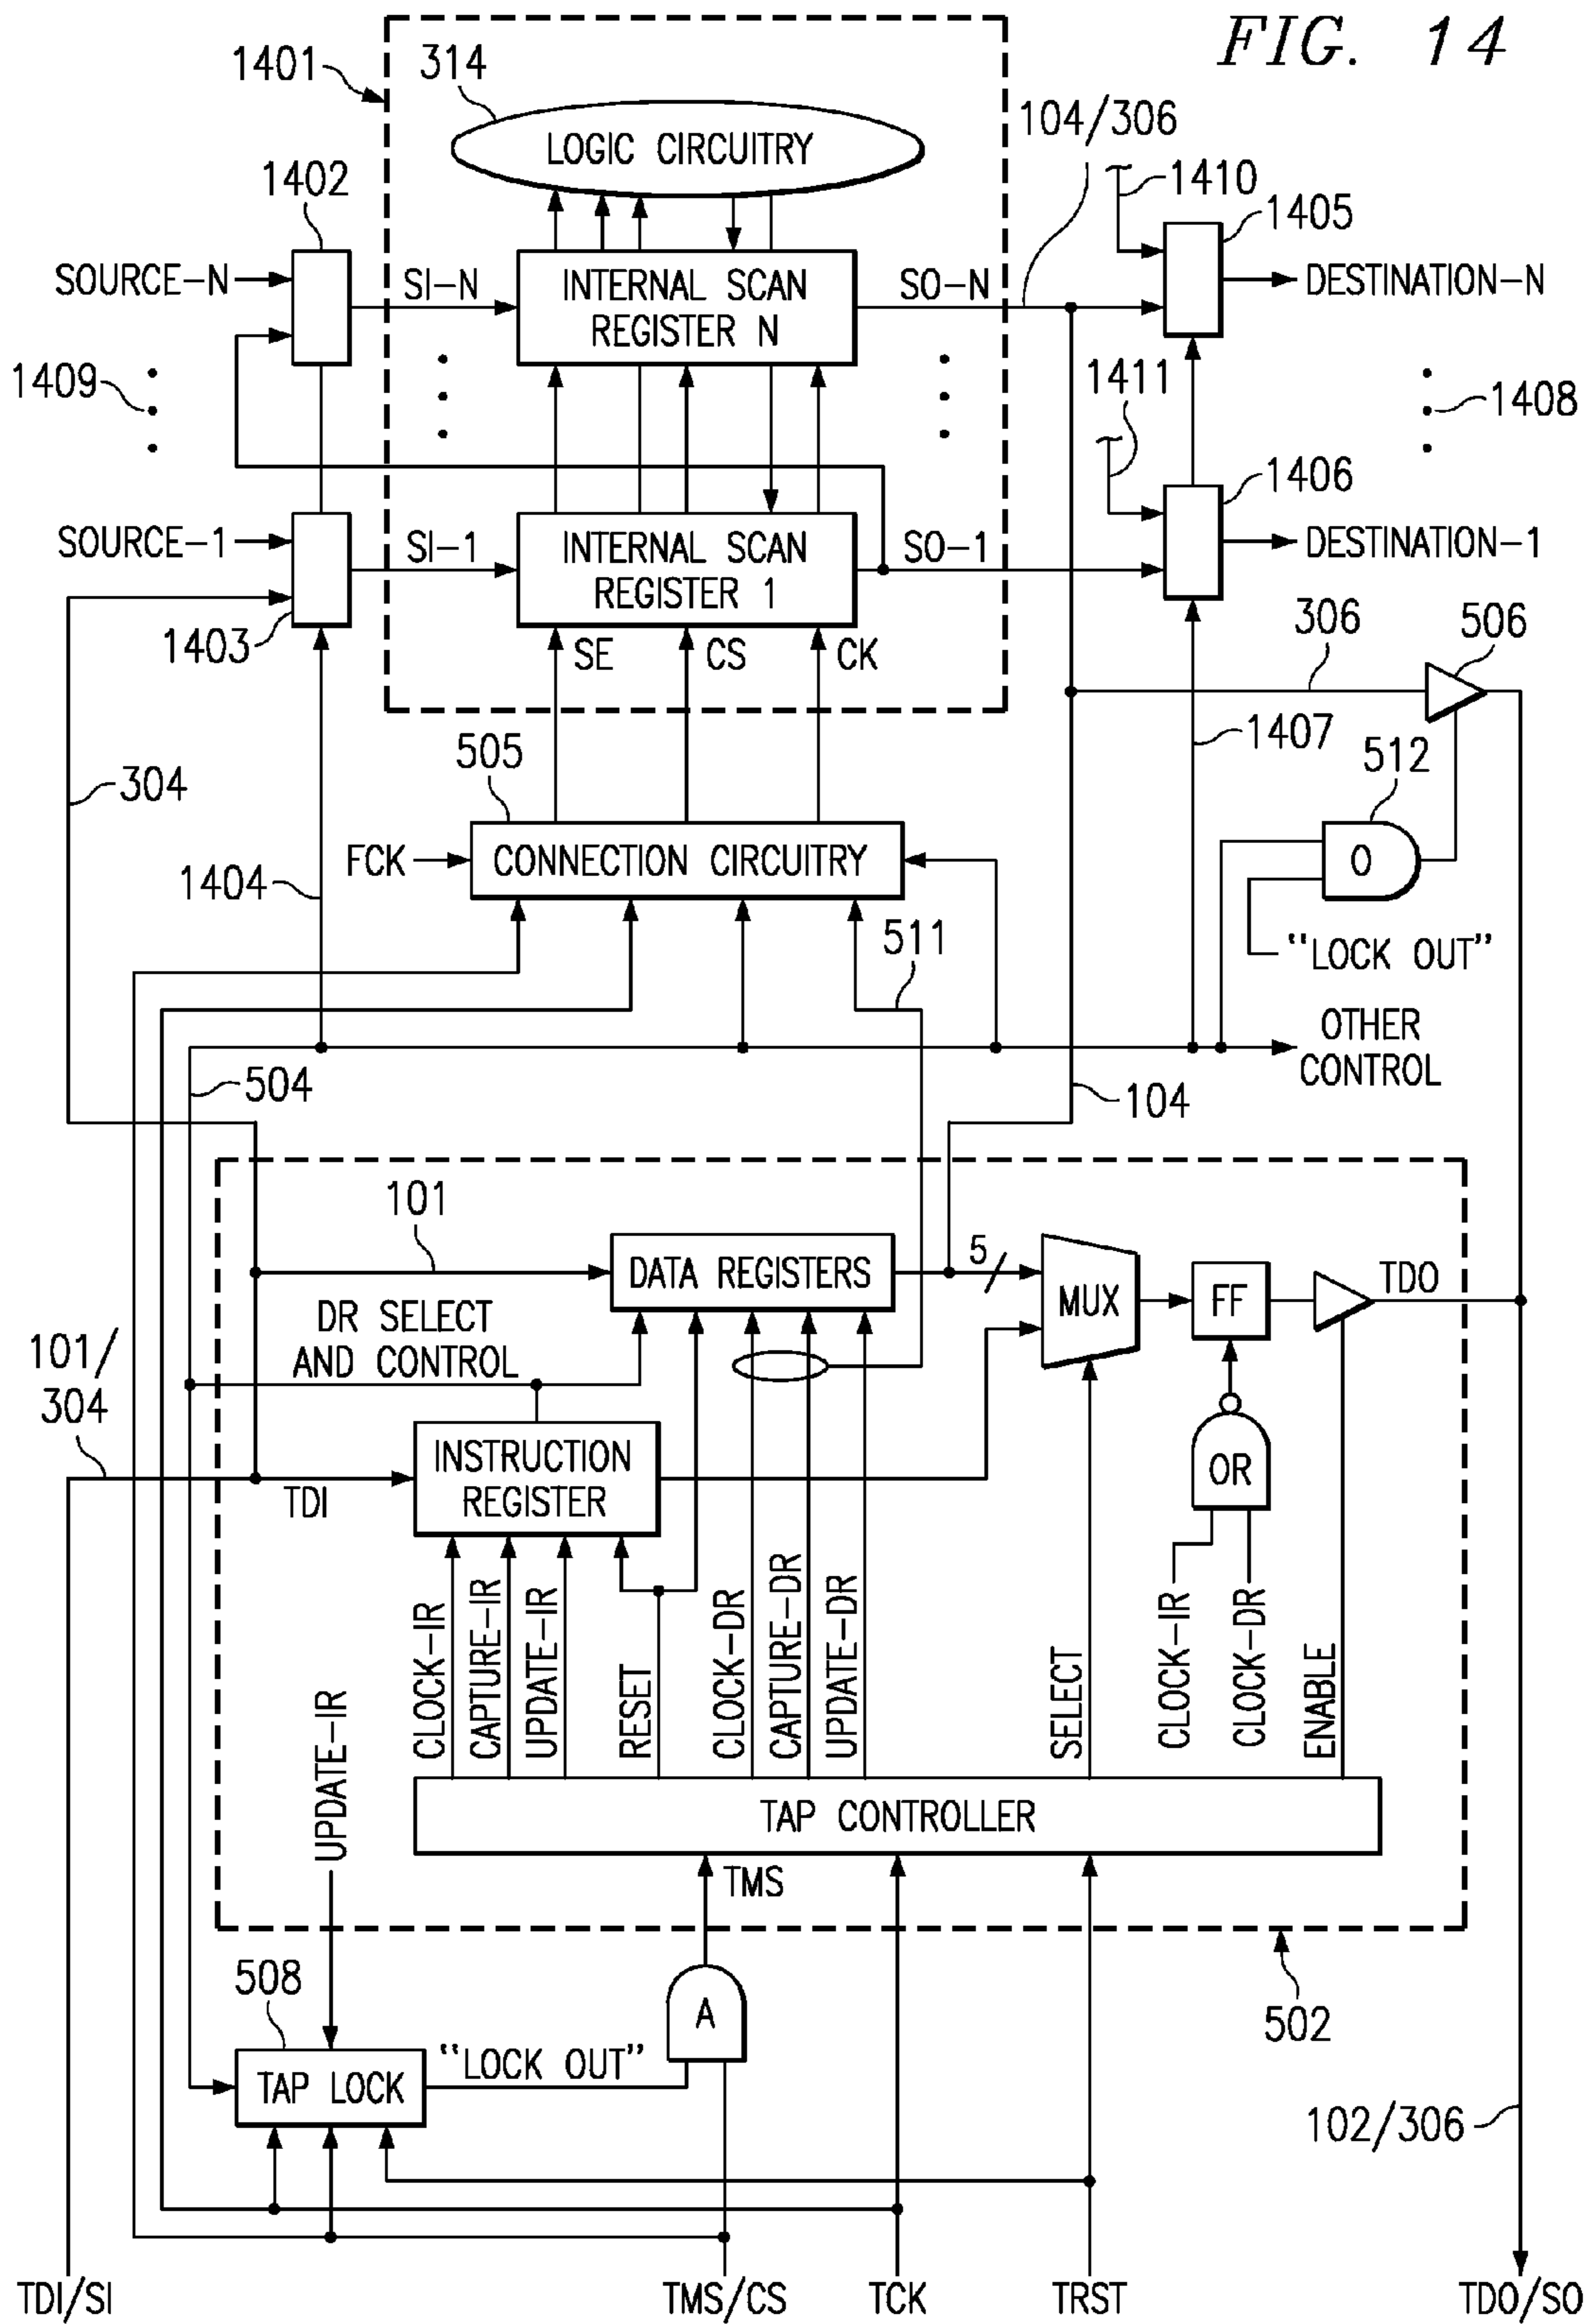 FIG. 14
1401
314
LOGIC CIRCUITRY
104/306
1410
1402
1405
SOURCE-N
SI-N
INTERNAL SCAN
REGISTER N
SO-N
DESTINATION-N
1409
1411
1408
1406
SOURCE-1
SI-1
INTERNAL SCAN
REGISTER 1
SO-1
DESTINATION-1
1403
SE
CS
CK
306
506
304
505
1407
512
FCK
CONNECTION CIRCUITRY
O
1404
511
"LOCK OUT"
OTHER
CONTROL
504
104
101
DATA REGISTERS
5
MUX
FF
TDO
DR SELECT
AND CONTROL
101/
304
INSTRUCTION
REGISTER
OR
TDI
CLOCK-IR
CAPTURE-IR
UPDATE-IR
RESET
CLOCK-DR
CAPTURE-DR
UPDATE-DR
SELECT
CLOCK-IR
CLOCK-DR
ENABLE
UPDATE-IR
TAP CONTROLLER
TMS
508
A
502
TAP LOCK
"LOCK OUT"
102/306
TDI/SI
TMS/CS
TCK
TRST
TDO/SO